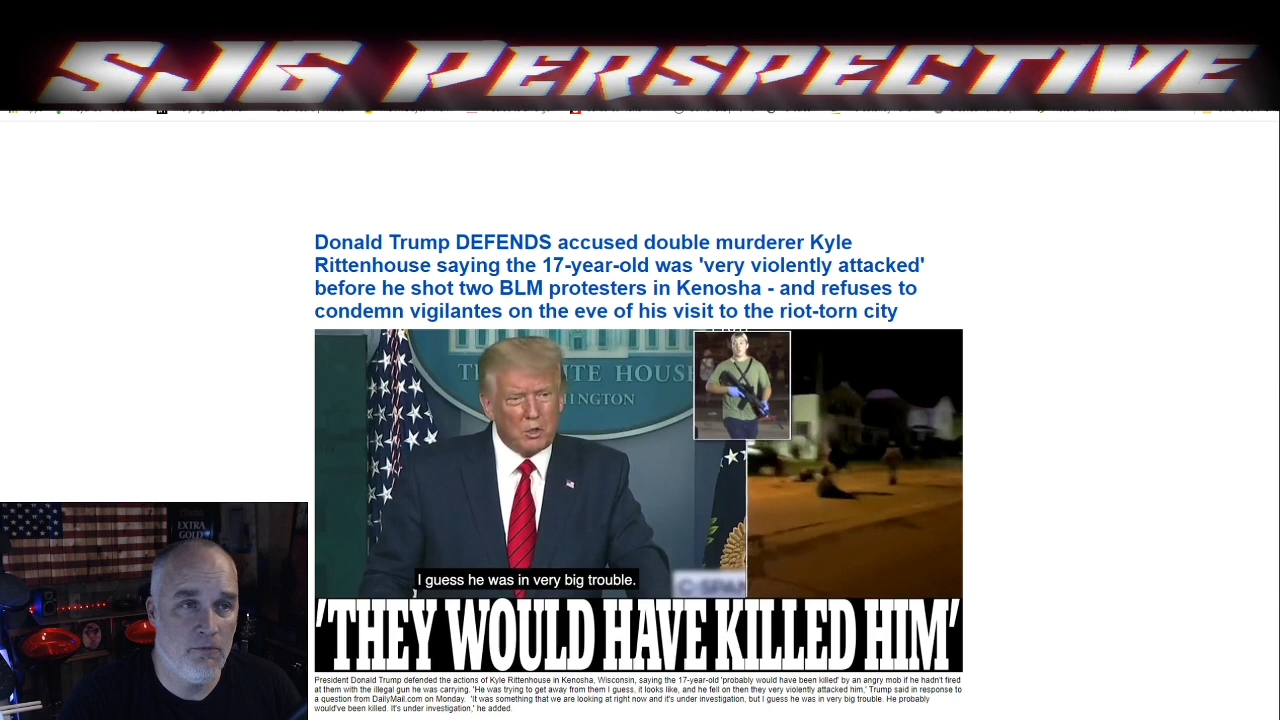 SJG PERSPECTIVE
Donald Trump DEFENDS accused double murderer Kyle
Rittenhouse saying the 17-year-old was 'very violently attacked'
before he shot two BLM protesters in Kenosha - and refuses to
condemn vigilantes on the eve of his visit to the riot-torn city
HOUSE
EXTRA
GOLD
I guess he was in very big trouble.
C-SPAN
'THEY WOULD HAVE KILLED HIM'
President Donald Trump defended the actions of Kyle Rittenhouse in Kenosha, Wisconsin, saying the 17-year-old 'probably would have been killed' by an angry mob if he hadn't fired
at them with the illegal gun he was carrying. 'He was trying to get away from them I guess, it looks like, and he fell on then they very violently attacked him,' Trump said in response to
a question from DailyMail.com on Monday. 'It was something that we are looking at right now and it's under investigation, but I guess he was in very big trouble. He probably
would've been killed. It's under investigation,' he added.